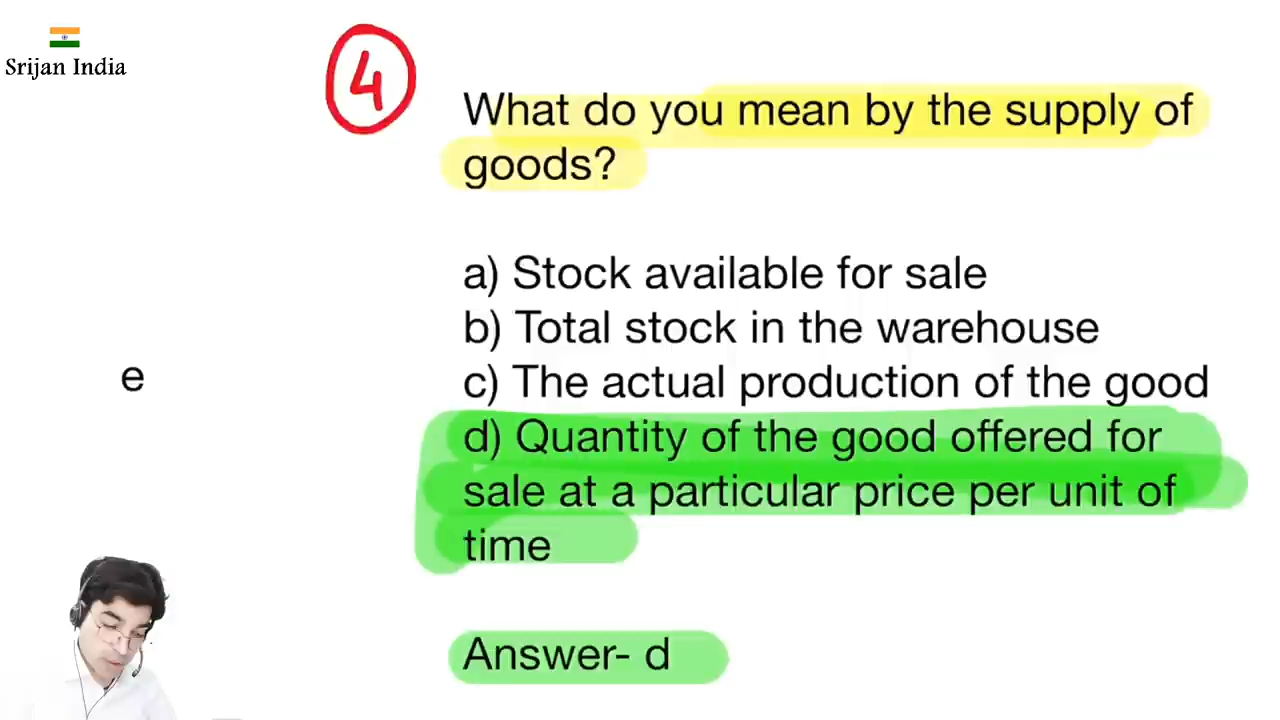 Srijan India
4
What do you mean by the supply of
goods?
a) Stock available for sale
b) Total stock in the warehouse
c) The actual production of the good
e
d) Quantity of the good offered for
sale at a particular price per unit of
time
Answer- d